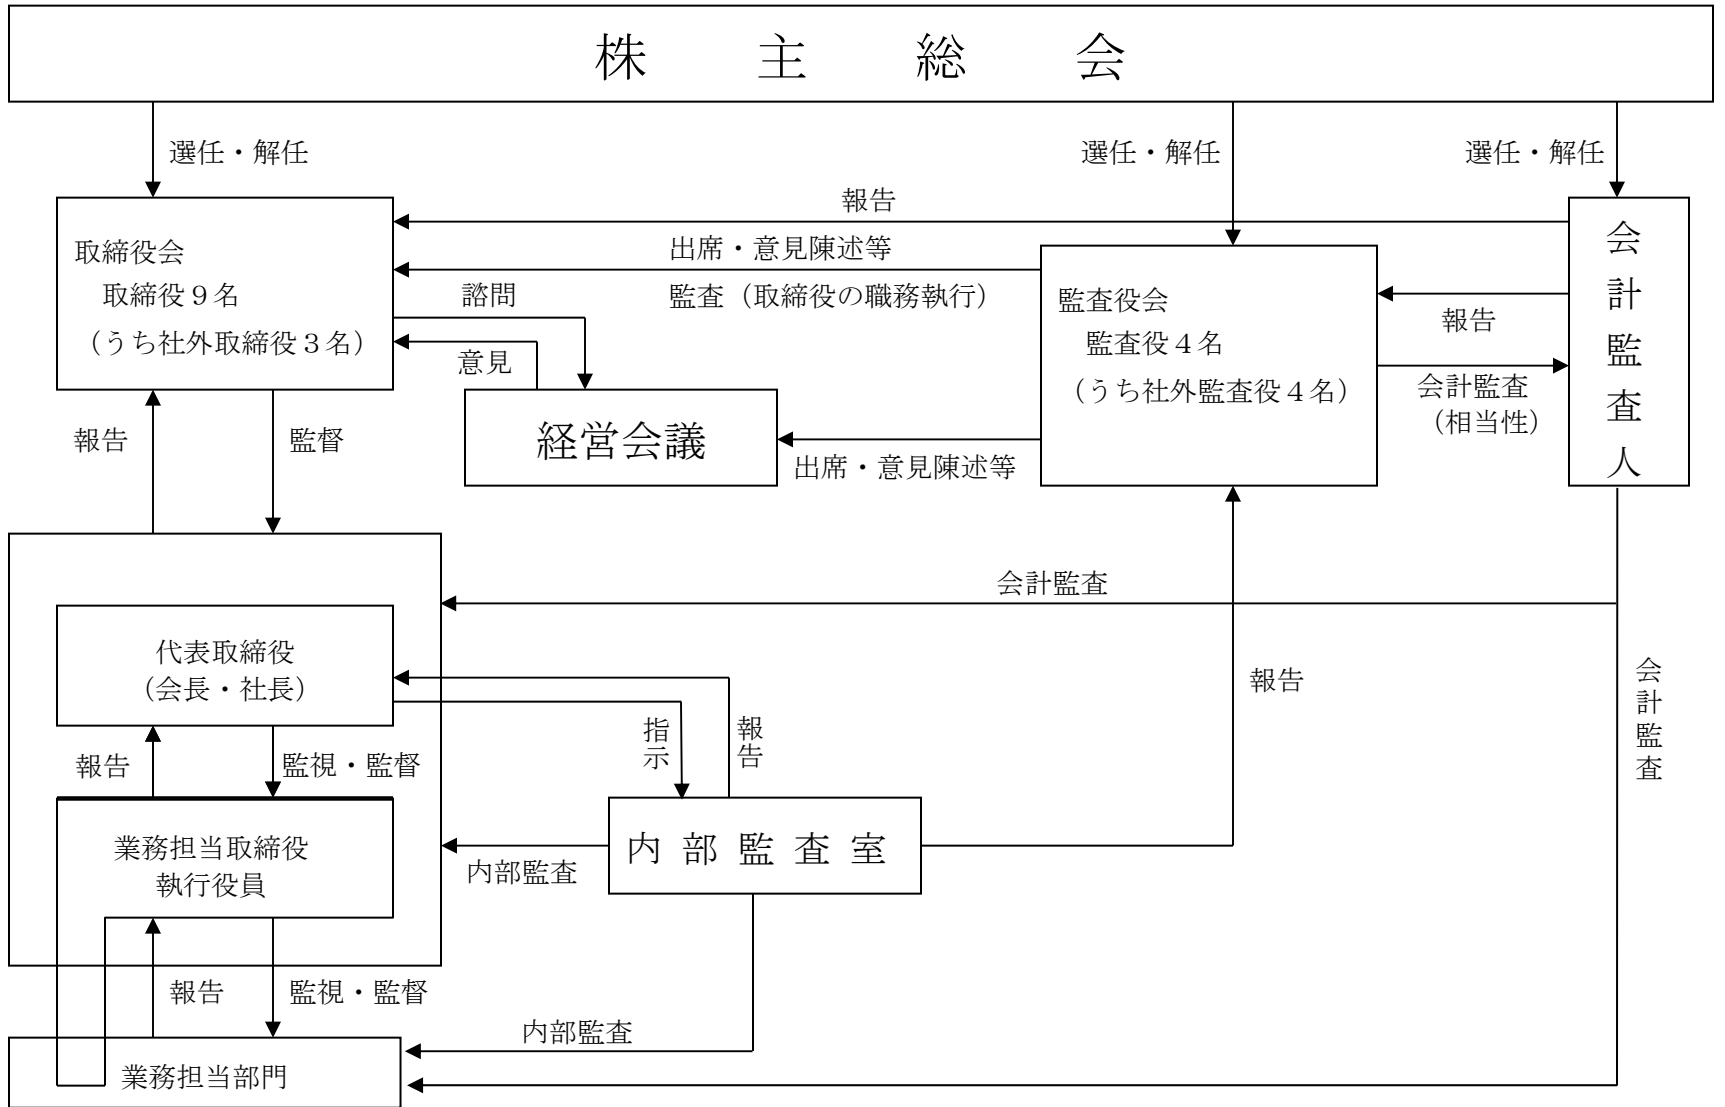 株主総会
選任・解任
選任・解任
選任・解任
報告
取締役会
取締役９名
（うち社外取締役３名）
出席・意見陳述等
監査（取締役の職務執行）
諮問
意見
監査役会
監査役４名
（うち社外監査役４名）
会計監査人
報告
会計監査
（相当性）
経営会議
出席・意見陳述等
報告
監督
会計監査
代表取締役
（会長・社長）
報告
会計監査
指示
報告
報告
監視・監督
業務担当取締役
執行役員
内部監査
内部監査室
報告
監視・監督
内部監査
業務担当部門